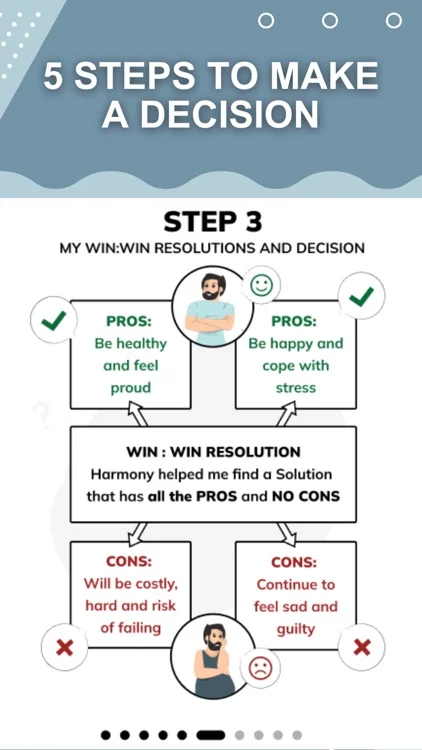 5 STEPS TO MAKE
A DECISION
STEP 3
MY WIN:WIN RESOLUTIONS AND DECISION
PROS:
Be healthy
and feel
proud
PROS:
Be happy and
cope with
stress
WIN : WIN RESOLUTION
Harmony helped me find a Solution
that has all the PROS and NO CONS
CONS:
Will be costly,
hard and risk
of failing
CONS:
Continue to
feel sad and
guilty